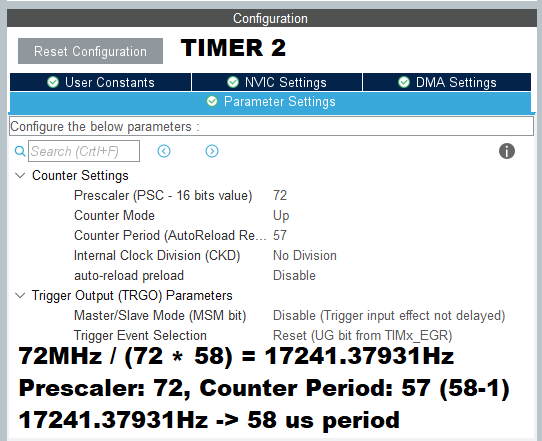 Configuration
Reset Configuration TIMER 2
User Constants NVIC Settings DMA Settings
Parameter Settings
Configure the below parameters :
Search (CrtI+F)
Counter Settings
Prescaler (PSC - 16 bits value) 72
Counter Mode Up
Counter Period (AutoReload Re... 57
Internal Clock Division (CKD) No Division
auto-reload preload Disable
Trigger Output (TRGO) Parameters
Master/Slave Mode (MSM bit) Disable (Trigger input effect not delayed)
Trigger Event Selection Reset (UG bit from TIMx_EGR)
72MHz / (72 * 58) = 17241.37931Hz
Prescaler: 72, Counter Period: 57 (58-1)
17241.37931Hz -> 58 us period